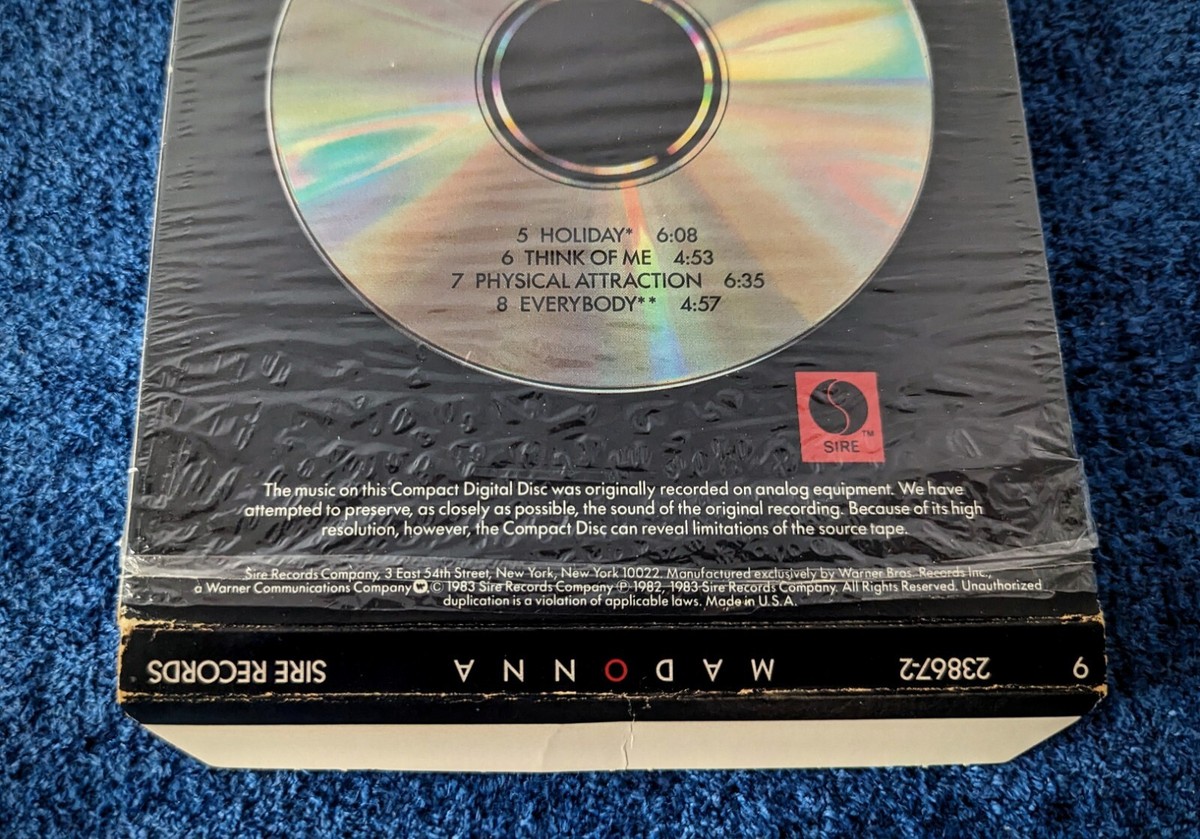 5 HOLIDAY* 6:08
6 THINK OF ME 4:53
7 PHYSICAL ATTRACTION 6:35
8 EVERYBODY** 4:57
SIRE™
The music on this Compact Digital Disc was originally recorded on analog equipment. We have
attempted to preserve, as closely as possible, the sound of the original recording. Because of its high
resolution, however, the Compact Disc can reveal limitations of the source tape.
Sire Records Company, 3 East 54th Street, New York, New York 10022. Manufactured exclusively by Warner Bros. Records Inc.,
a Warner Communications Company © 1983 Sire Records Company ℗ 1982, 1983 Sire Records Company. All Rights Reserved. Unauthorized
duplication is a violation of applicable laws. Made in U.S.A.
9 23867-2 MADONNA SIRE RECORDS